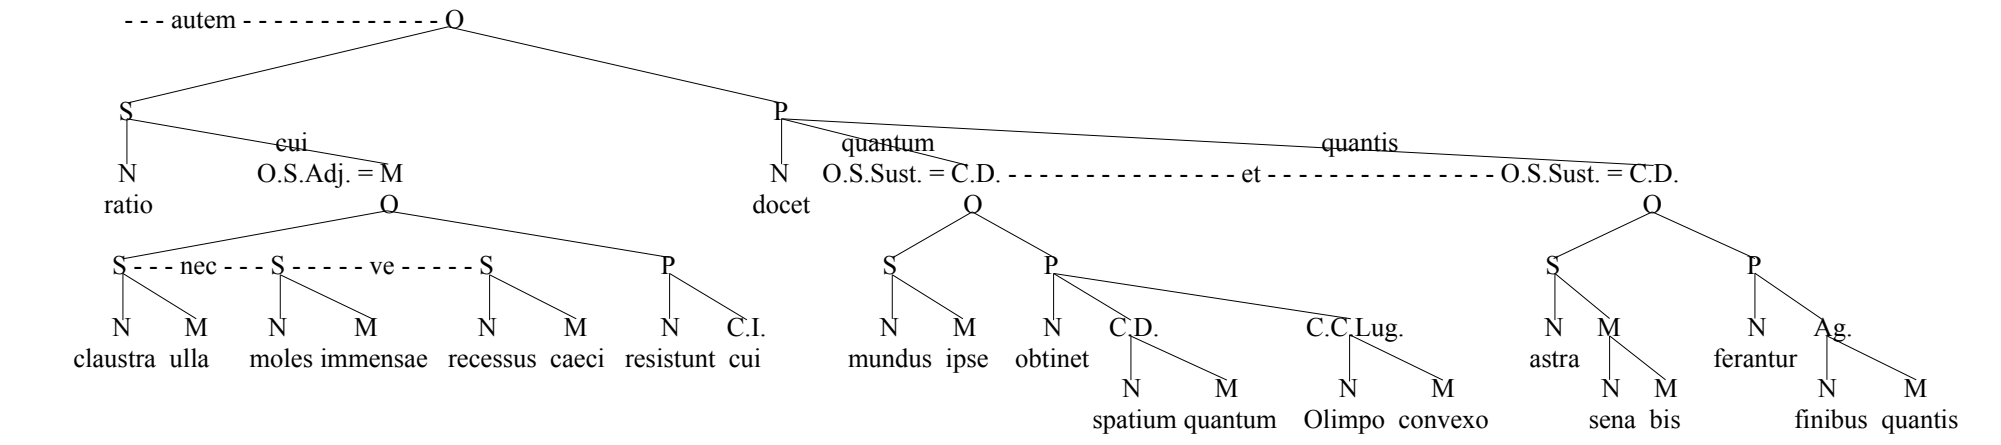 - - - autem - - - - - - - - - - - - - O
S P
cui quantum quantis
N O.S.Adj. = M N O.S.Sust. = C.D. - - - - - - - - - - - - - - - et - - - - - - - - - - - - - - - O.S.Sust. = C.D.
ratio O docet O O
S - - - nec - - - S - - - - - ve - - - - - S P S P S P
N M N M N M N C.I. N M N C.D. C.C.Lug. N M N Ag.
claustra ulla moles immensae recessus caeci resistunt cui mundus ipse obtinet astra ferantur
N M N M N M N M
spatium quantum Olimpo convexo sena bis finibus quantis